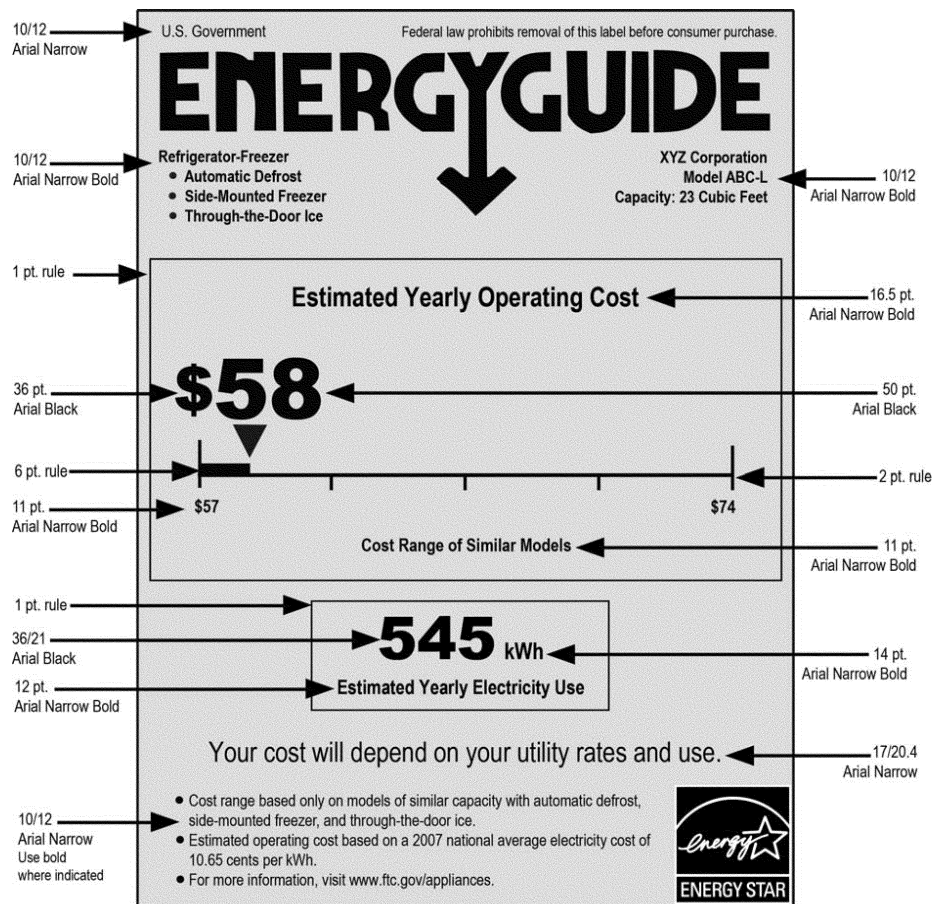 10/12
Arial Narrow
U.S. Government
Federal law prohibits removal of this label before consumer purchase.
ENERGYGUIDE
10/12
Arial Narrow Bold
Refrigerator-Freezer
• Automatic Defrost
• Side-Mounted Freezer
• Through-the-Door Ice
XYZ Corporation
Model ABC-L
Capacity: 23 Cubic Feet
10/12
Arial Narrow Bold
1 pt. rule
Estimated Yearly Operating Cost
16.5 pt.
Arial Narrow Bold
36 pt.
Arial Black
$58
50 pt.
Arial Black
6 pt. rule
2 pt. rule
11 pt.
Arial Narrow Bold
$57
$74
Cost Range of Similar Models
11 pt.
Arial Narrow Bold
1 pt. rule
36/21
Arial Black
545 kWh
14 pt.
Arial Narrow Bold
12 pt.
Arial Narrow Bold
Estimated Yearly Electricity Use
Your cost will depend on your utility rates and use.
17/20.4
Arial Narrow
10/12
Arial Narrow
Use bold
where indicated
• Cost range based only on models of similar capacity with automatic defrost,
side-mounted freezer, and through-the-door ice.
• Estimated operating cost based on a 2007 national average electricity cost of
10.65 cents per kWh.
• For more information, visit www.ftc.gov/appliances.
energy
ENERGY STAR